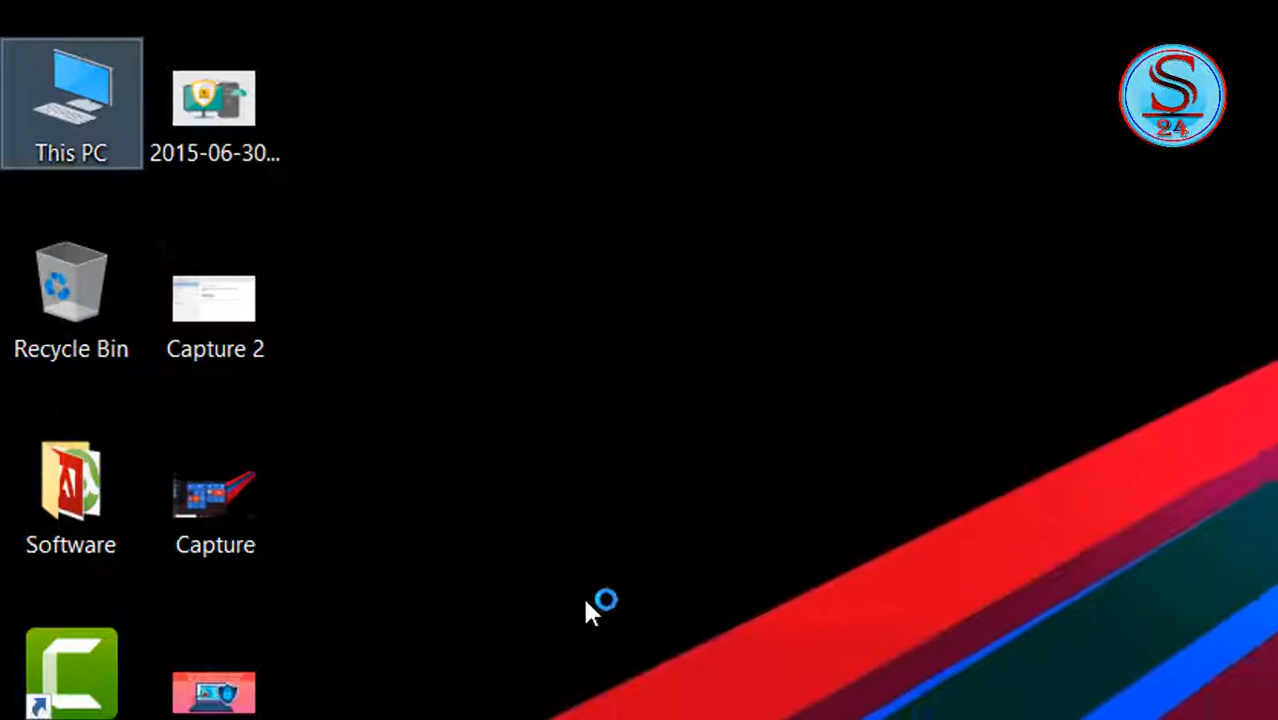 This PC
2015-06-30...
Recycle Bin
Capture 2
Software
Capture
S
24